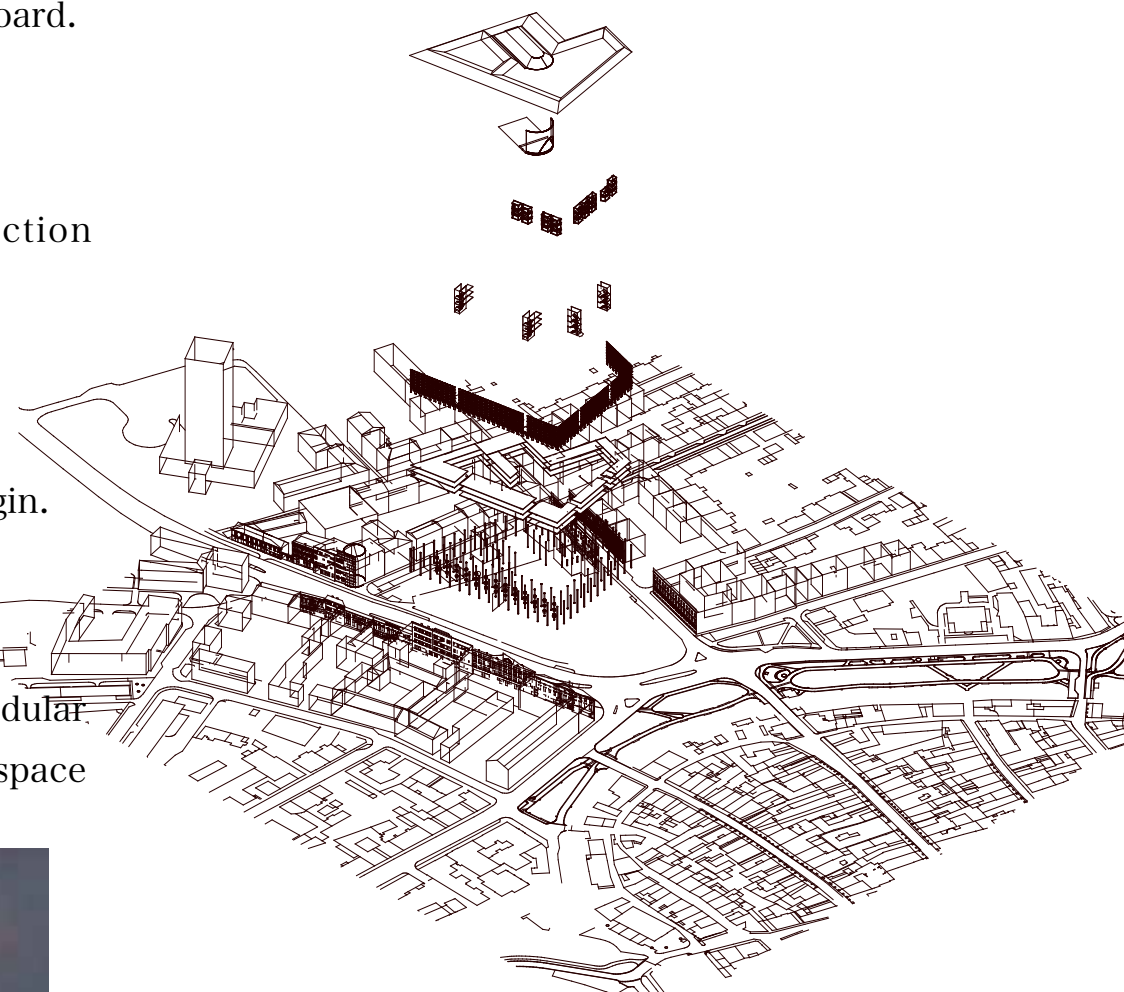 oard.
ction
gin.
dular
space